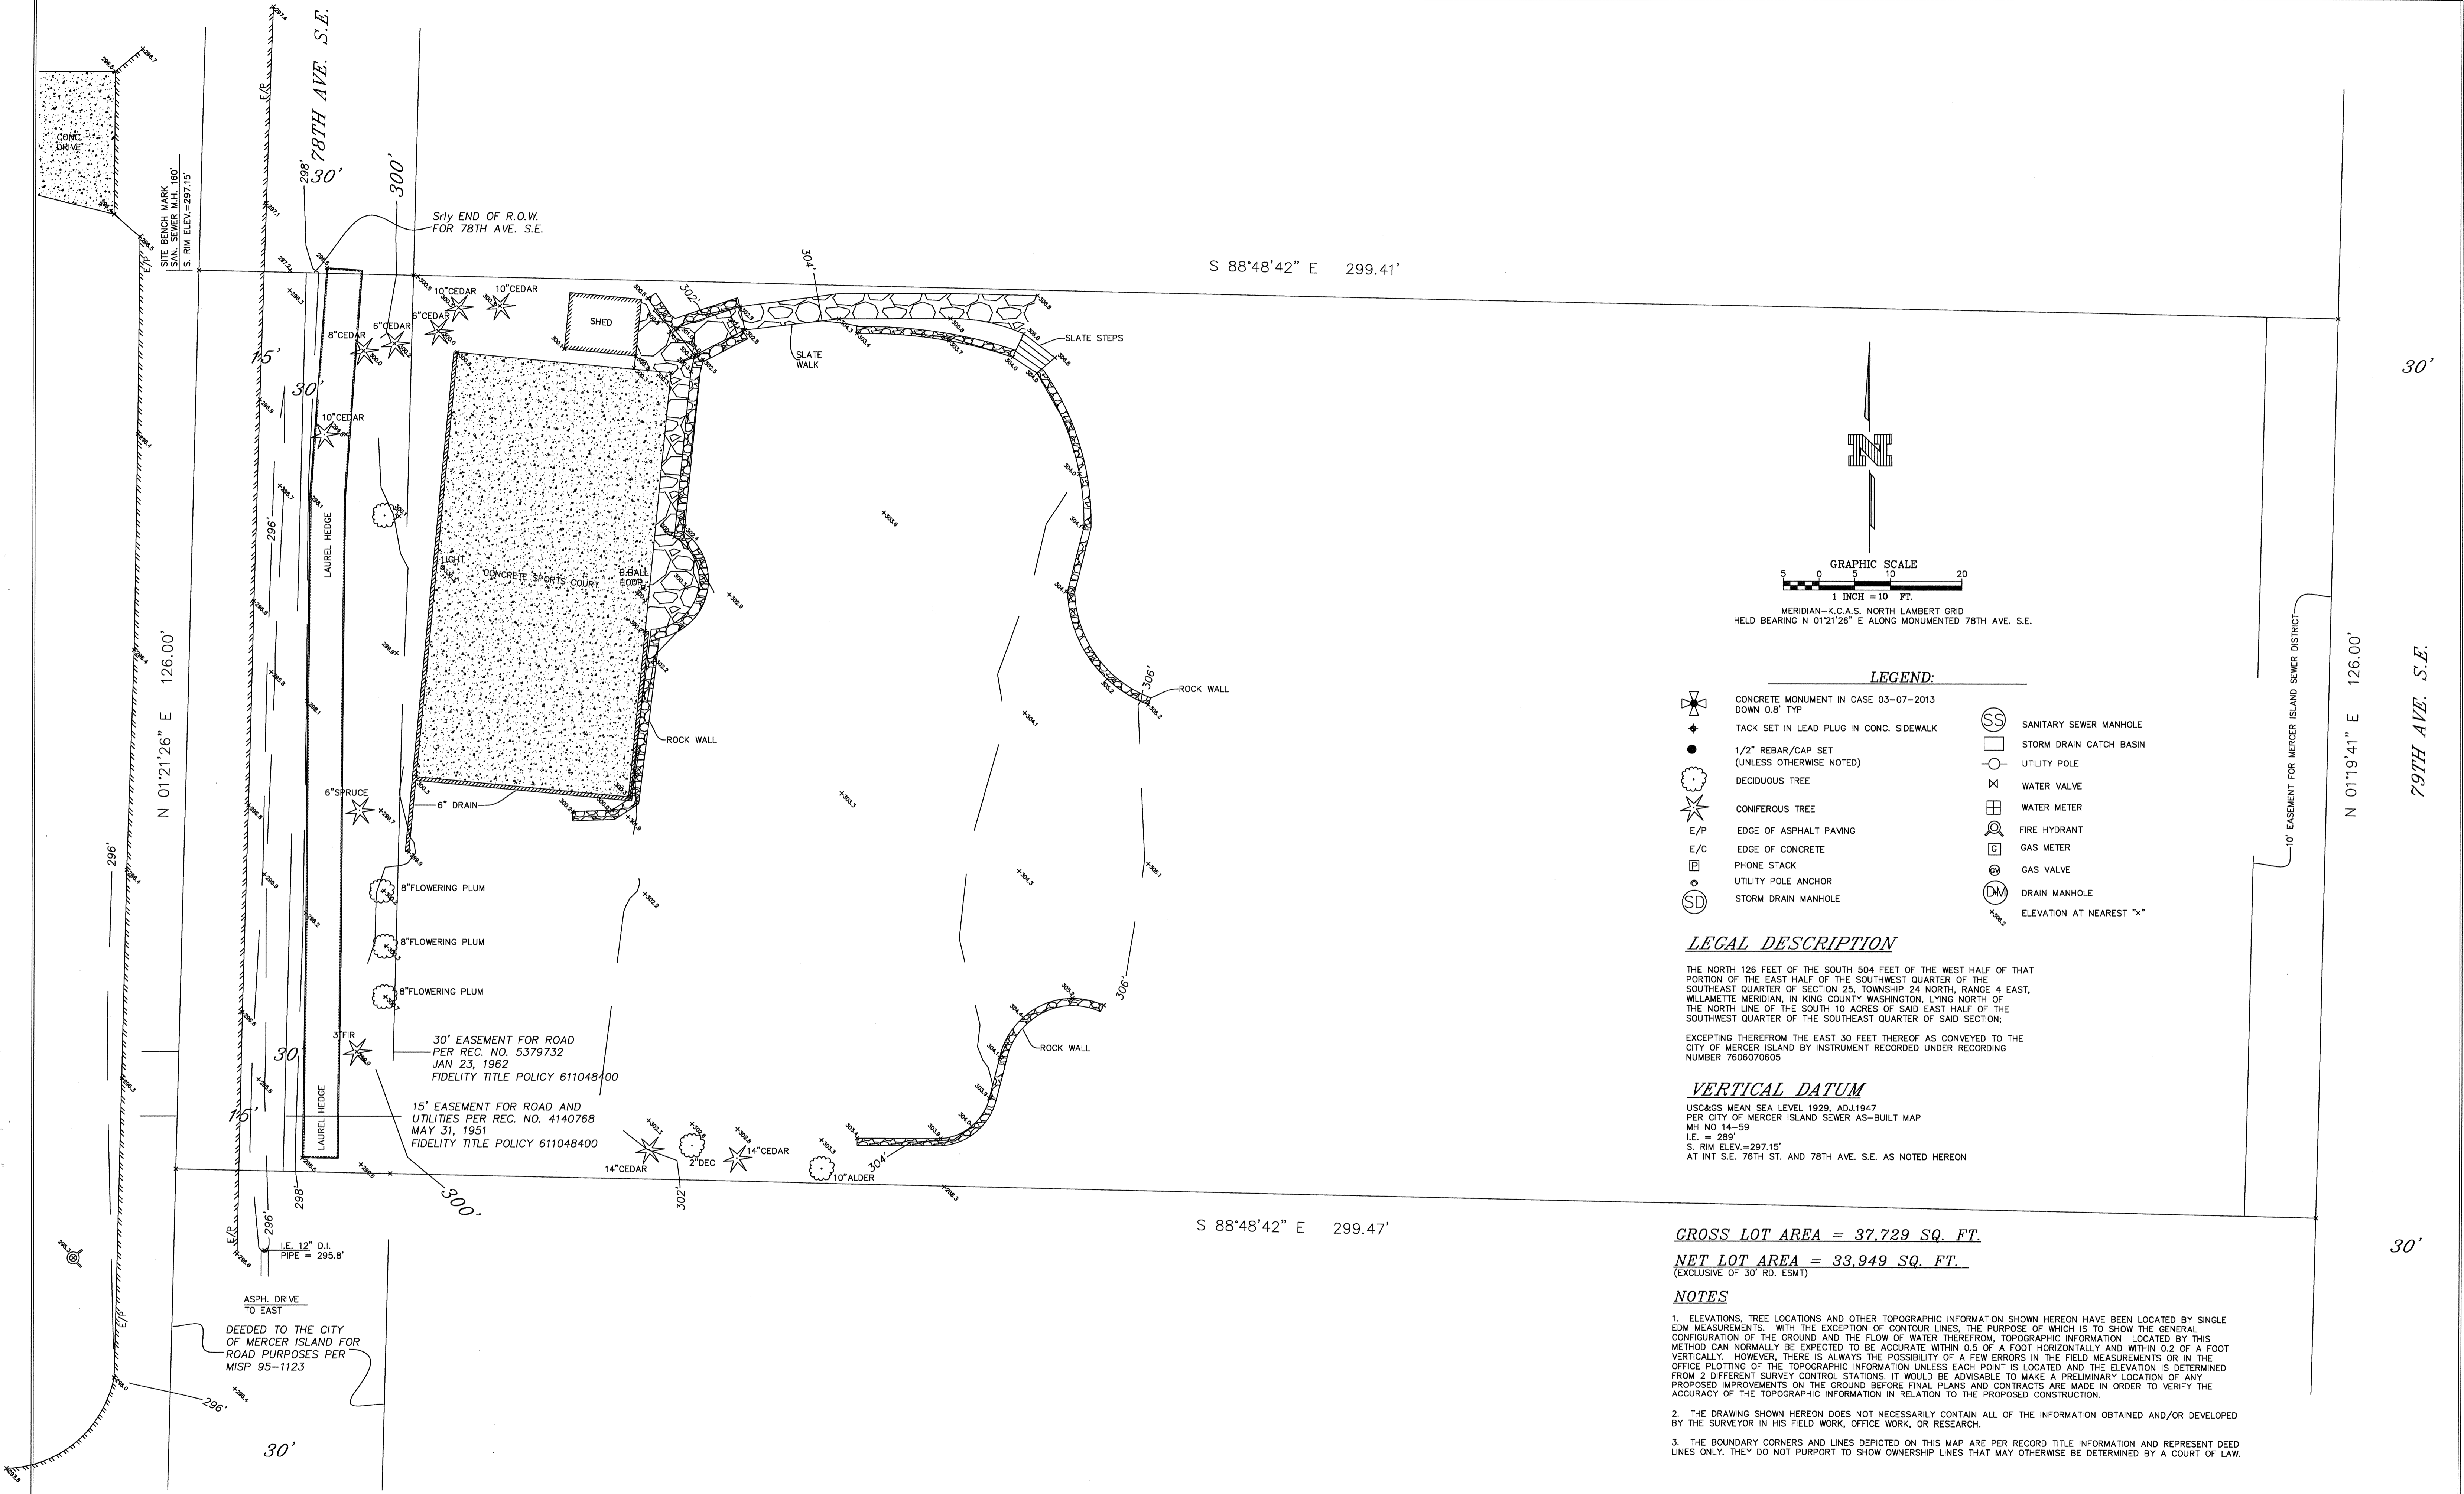 78TH AVE. S.E.
E/P
CONC.
DRIVE
SITE BENCH MARK
SAN. SEWER M.H. 160'
S. RIM ELEV.=297.15'
298'
30'
300'
Srly END OF R.O.W.
FOR 78TH AVE. S.E.
S 88°48'42" E 299.41'
304'
302'
10"CEDAR
10"CEDAR
6"CEDAR
6"CEDAR
8"CEDAR
SHED
SLATE
WALK
SLATE STEPS
15'
30'
10"CEDAR
30'
296'
LAUREL HEDGE
LIGHT
CONCRETE SPORTS COURT
B.BALL
HOOP
GRAPHIC SCALE
5 0 5 10 20
1 INCH =10 FT.
MERIDIAN-K.C.A.S. NORTH LAMBERT GRID
HELD BEARING N 01°21'26" E ALONG MONUMENTED 78TH AVE. S.E.
N 01°21'26" E 126.00'
306'
ROCK WALL
ROCK WALL
6"SPRUCE
6" DRAIN
296'
8"FLOWERING PLUM
8"FLOWERING PLUM
8"FLOWERING PLUM
306'
3"FIR
30'
30' EASEMENT FOR ROAD
PER REC. NO. 5379732
JAN 23, 1962
FIDELITY TITLE POLICY 611048400
15'
15' EASEMENT FOR ROAD AND
UTILITIES PER REC. NO. 4140768
MAY 31, 1951
FIDELITY TITLE POLICY 611048400
LAUREL HEDGE
ROCK WALL
14"CEDAR
2"DEC
14"CEDAR
10"ALDER
304'
302'
300'
298'
296'
S 88°48'42" E 299.47'
E/P
I.E. 12" D.I.
PIPE = 295.8'
ASPH. DRIVE
TO EAST
E/P
DEEDED TO THE CITY
OF MERCER ISLAND FOR
ROAD PURPOSES PER
MISP 95-1123
296'
30'
LEGEND:
CONCRETE MONUMENT IN CASE 03-07-2013
DOWN 0.8' TYP
TACK SET IN LEAD PLUG IN CONC. SIDEWALK
1/2" REBAR/CAP SET
(UNLESS OTHERWISE NOTED)
DECIDUOUS TREE
CONIFEROUS TREE
E/P EDGE OF ASPHALT PAVING
E/C EDGE OF CONCRETE
P PHONE STACK
UTILITY POLE ANCHOR
SD STORM DRAIN MANHOLE
SS SANITARY SEWER MANHOLE
STORM DRAIN CATCH BASIN
UTILITY POLE
WATER VALVE
WATER METER
FIRE HYDRANT
G GAS METER
GV GAS VALVE
DM DRAIN MANHOLE
ELEVATION AT NEAREST "x"
10' EASEMENT FOR MERCER ISLAND SEWER DISTRICT
N 01°19'41" E 126.00'
79TH AVE. S.E.
30'
30'
LEGAL DESCRIPTION
THE NORTH 126 FEET OF THE SOUTH 504 FEET OF THE WEST HALF OF THAT
PORTION OF THE EAST HALF OF THE SOUTHWEST QUARTER OF THE
SOUTHEAST QUARTER OF SECTION 25, TOWNSHIP 24 NORTH, RANGE 4 EAST,
WILLAMETTE MERIDIAN, IN KING COUNTY WASHINGTON, LYING NORTH OF
THE NORTH LINE OF THE SOUTH 10 ACRES OF SAID EAST HALF OF THE
SOUTHWEST QUARTER OF THE SOUTHEAST QUARTER OF SAID SECTION;
EXCEPTING THEREFROM THE EAST 30 FEET THEREOF AS CONVEYED TO THE
CITY OF MERCER ISLAND BY INSTRUMENT RECORDED UNDER RECORDING
NUMBER 7606070605
VERTICAL DATUM
USC&GS MEAN SEA LEVEL 1929, ADJ.1947
PER CITY OF MERCER ISLAND SEWER AS-BUILT MAP
MH NO 14-59
I.E. = 289'
S. RIM ELEV.=297.15'
AT INT S.E. 76TH ST. AND 78TH AVE. S.E. AS NOTED HEREON
GROSS LOT AREA = 37,729 SQ. FT.
NET LOT AREA = 33,949 SQ. FT.
(EXCLUSIVE OF 30' RD. ESMT)
NOTES
1. ELEVATIONS, TREE LOCATIONS AND OTHER TOPOGRAPHIC INFORMATION SHOWN HEREON HAVE BEEN LOCATED BY SINGLE
EDM MEASUREMENTS. WITH THE EXCEPTION OF CONTOUR LINES, THE PURPOSE OF WHICH IS TO SHOW THE GENERAL
CONFIGURATION OF THE GROUND AND THE FLOW OF WATER THEREFROM, TOPOGRAPHIC INFORMATION LOCATED BY THIS
METHOD CAN NORMALLY BE EXPECTED TO BE ACCURATE WITHIN 0.5 OF A FOOT HORIZONTALLY AND WITHIN 0.2 OF A FOOT
VERTICALLY. HOWEVER, THERE IS ALWAYS THE POSSIBILITY OF A FEW ERRORS IN THE FIELD MEASUREMENTS OR IN THE
OFFICE PLOTTING OF THE TOPOGRAPHIC INFORMATION UNLESS EACH POINT IS LOCATED AND THE ELEVATION IS DETERMINED
FROM 2 DIFFERENT SURVEY CONTROL STATIONS. IT WOULD BE ADVISABLE TO MAKE A PRELIMINARY LOCATION OF ANY
PROPOSED IMPROVEMENTS ON THE GROUND BEFORE FINAL PLANS AND CONTRACTS ARE MADE IN ORDER TO VERIFY THE
ACCURACY OF THE TOPOGRAPHIC INFORMATION IN RELATION TO THE PROPOSED CONSTRUCTION.
2. THE DRAWING SHOWN HEREON DOES NOT NECESSARILY CONTAIN ALL OF THE INFORMATION OBTAINED AND/OR DEVELOPED
BY THE SURVEYOR IN HIS FIELD WORK, OFFICE WORK, OR RESEARCH.
3. THE BOUNDARY CORNERS AND LINES DEPICTED ON THIS MAP ARE PER RECORD TITLE INFORMATION AND REPRESENT DEED
LINES ONLY. THEY DO NOT PURPORT TO SHOW OWNERSHIP LINES THAT MAY OTHERWISE BE DETERMINED BY A COURT OF LAW.